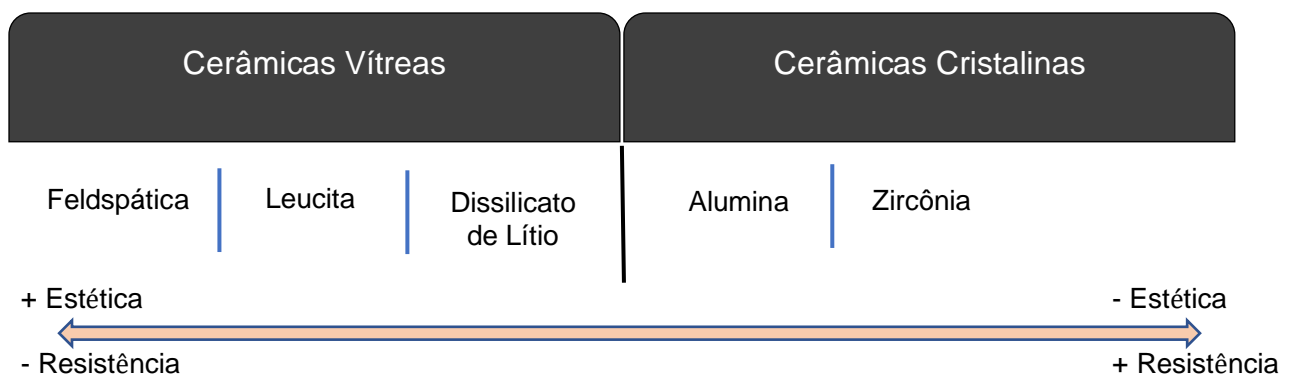 Cerâmicas Vítreas
Cerâmicas Cristalinas
Feldspática
Leucita
Dissilicato
de Lítio
Alumina
Zircônia
+ Estética
- Estética
- Resistência
+ Resistência